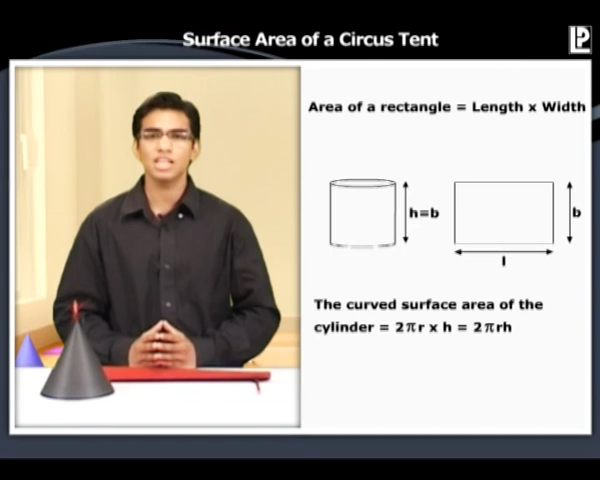 Surface Area of a Circus Tent
LP
Area of a rectangle = Length x Width
h=b
b
l
The curved surface area of the
cylinder = 2πr x h = 2πrh